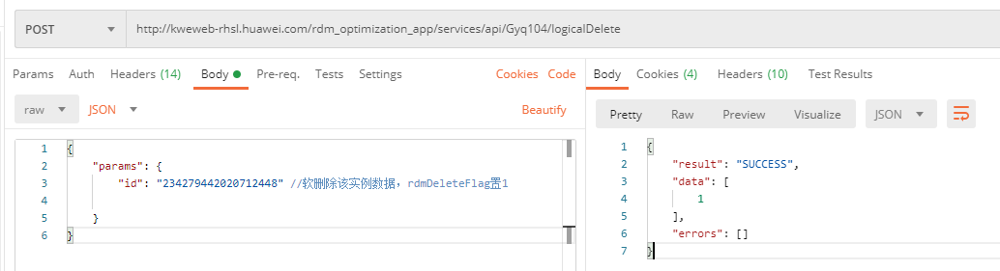 POST
http://kweweb-rhsl.huawei.com/rdm_optimization_app/services/api/Gyq104/logicalDelete
Params Auth Headers (14) Body Pre-req. Tests Settings Cookies Code
raw JSON Beautify
1 {
2 "params": {
3 "id": "234279442020712448" //软删除该实例数据，rdmDeleteFlag置1
4
5 }
6 }
Body Cookies (4) Headers (10) Test Results
Pretty Raw Preview Visualize JSON
1 {
2 "result": "SUCCESS",
3 "data": [
4 1
5 ],
6 "errors": []
7 }